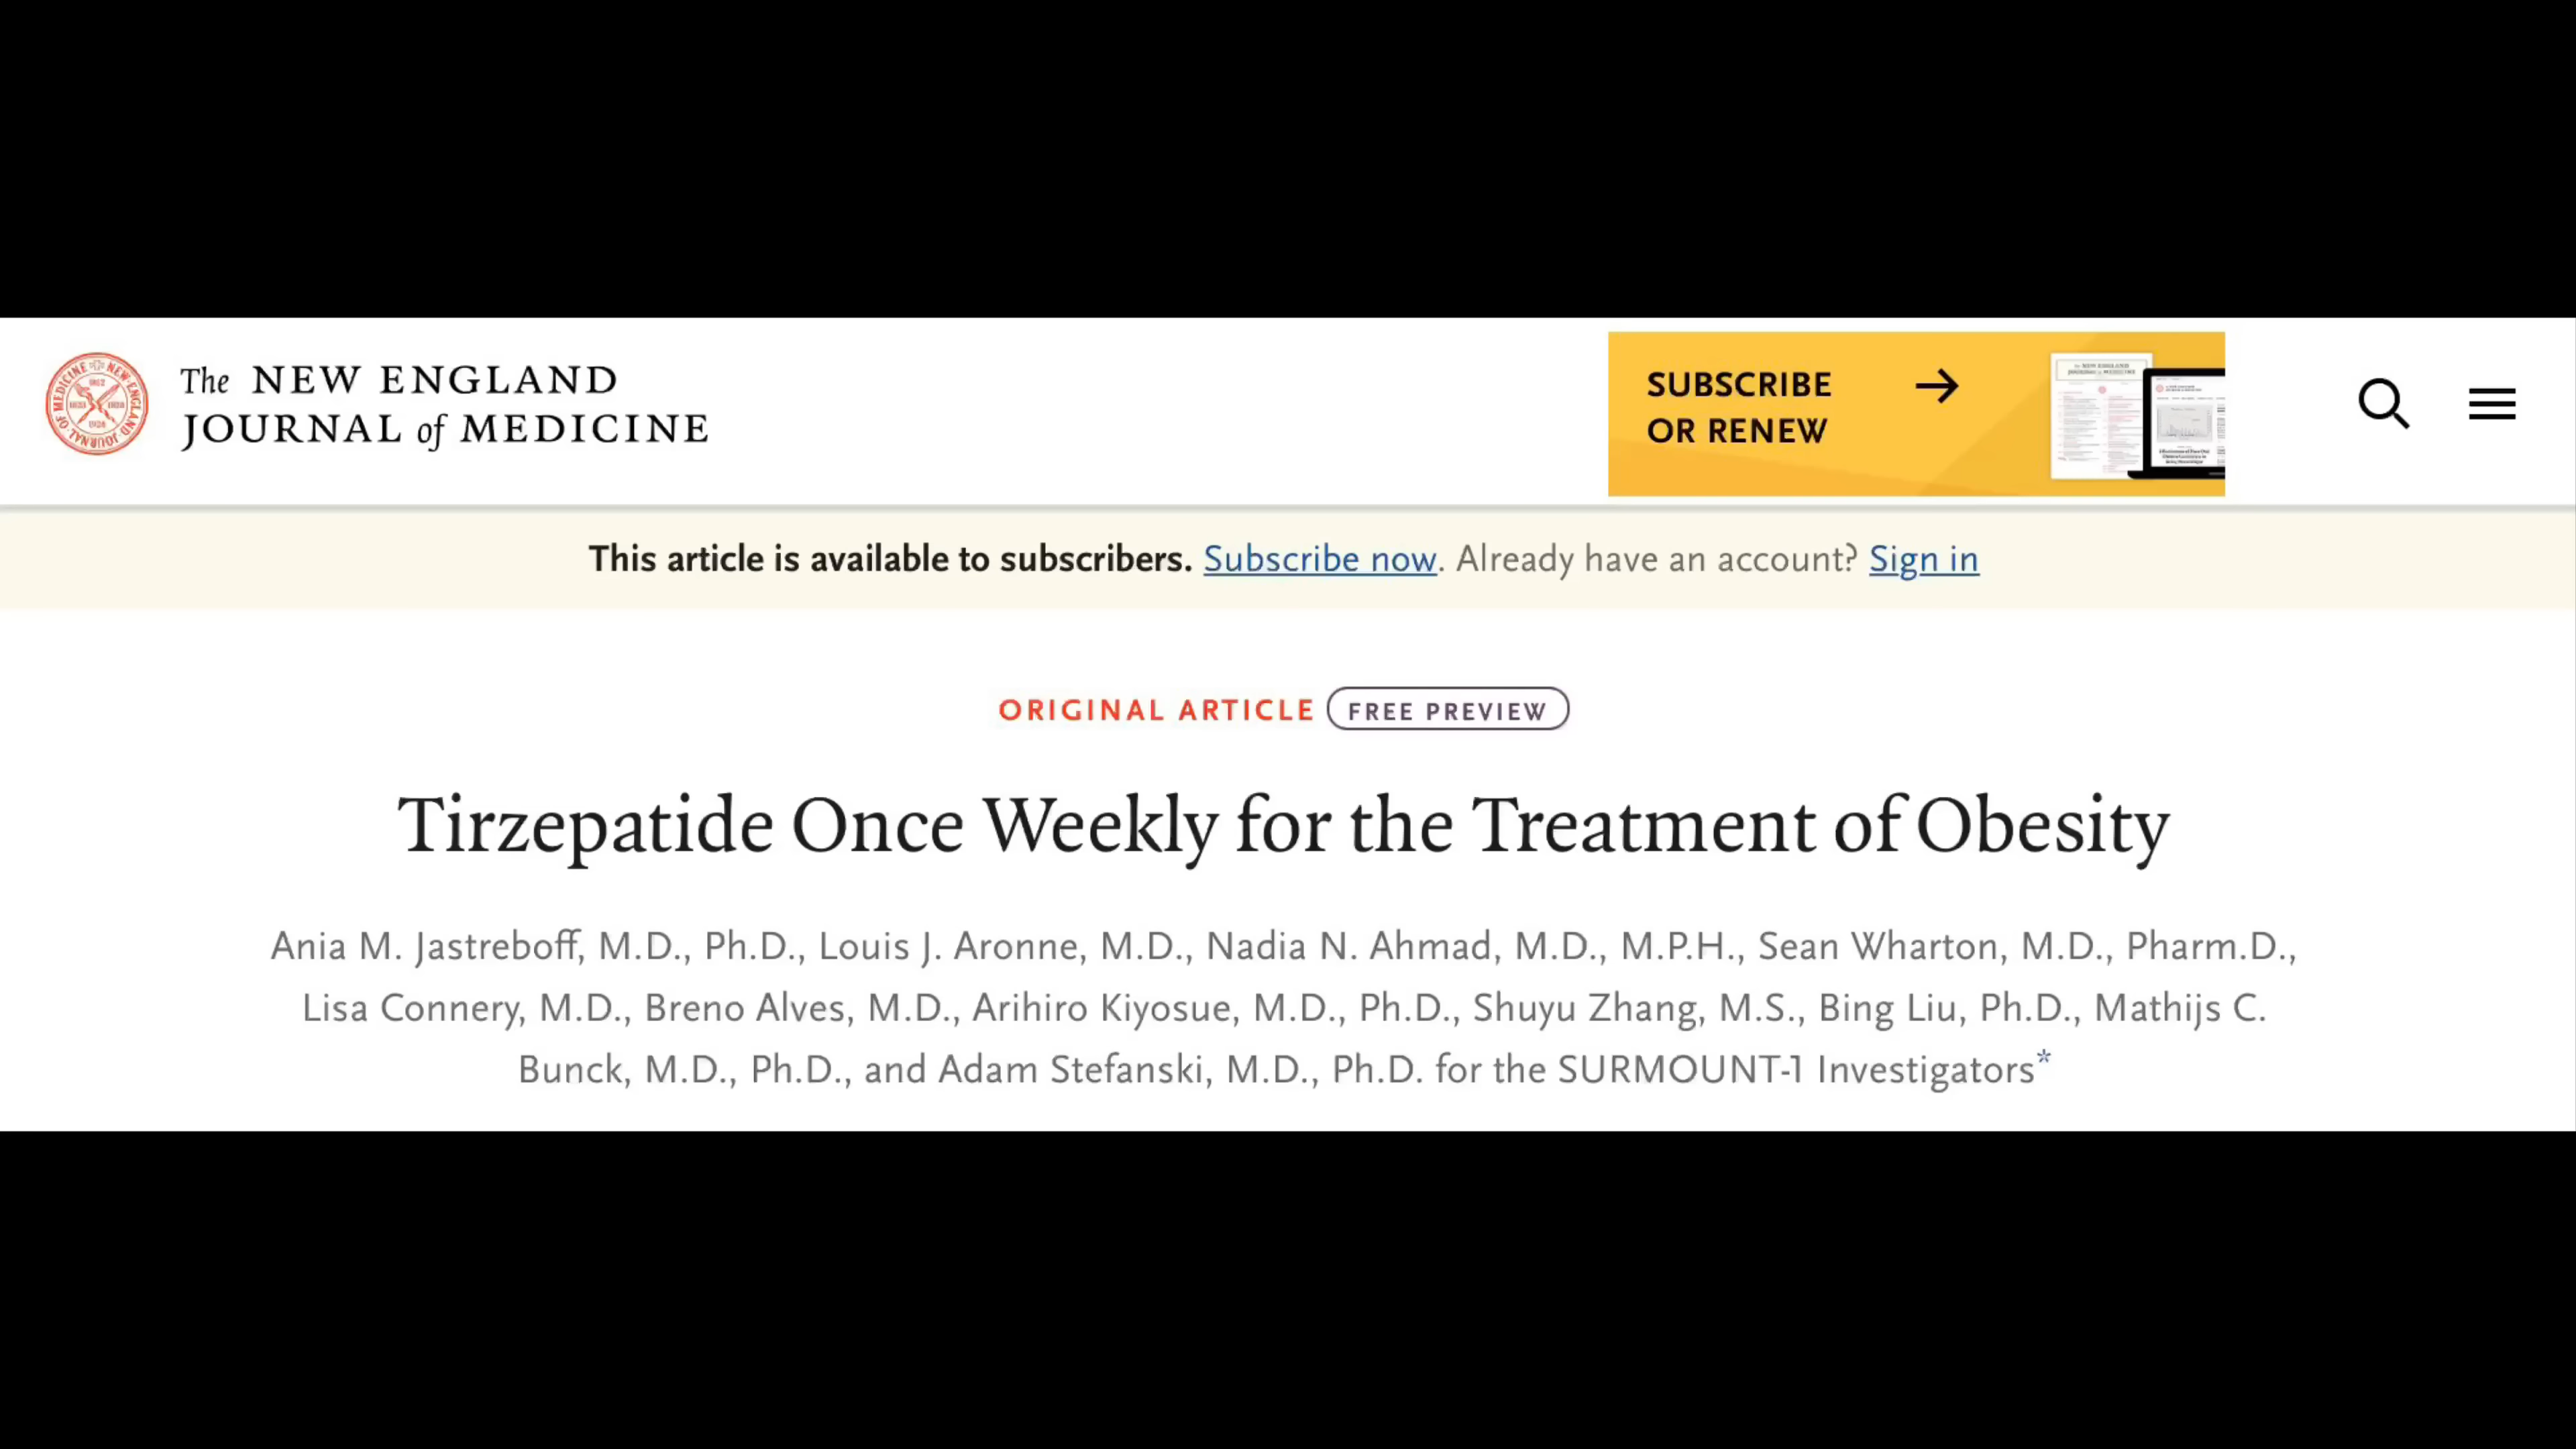 The NEW ENGLAND
JOURNAL of MEDICINE
SUBSCRIBE
OR RENEW
This article is available to subscribers. Subscribe now. Already have an account? Sign in
ORIGINAL ARTICLE FREE PREVIEW
Tirzepatide Once Weekly for the Treatment of Obesity
Ania M. Jastreboff, M.D., Ph.D., Louis J. Aronne, M.D., Nadia N. Ahmad, M.D., M.P.H., Sean Wharton, M.D., Pharm.D.,
Lisa Connery, M.D., Breno Alves, M.D., Arihiro Kiyosue, M.D., Ph.D., Shuyu Zhang, M.S., Bing Liu, Ph.D., Mathijs C.
Bunck, M.D., Ph.D., and Adam Stefanski, M.D., Ph.D. for the SURMOUNT-1 Investigators*